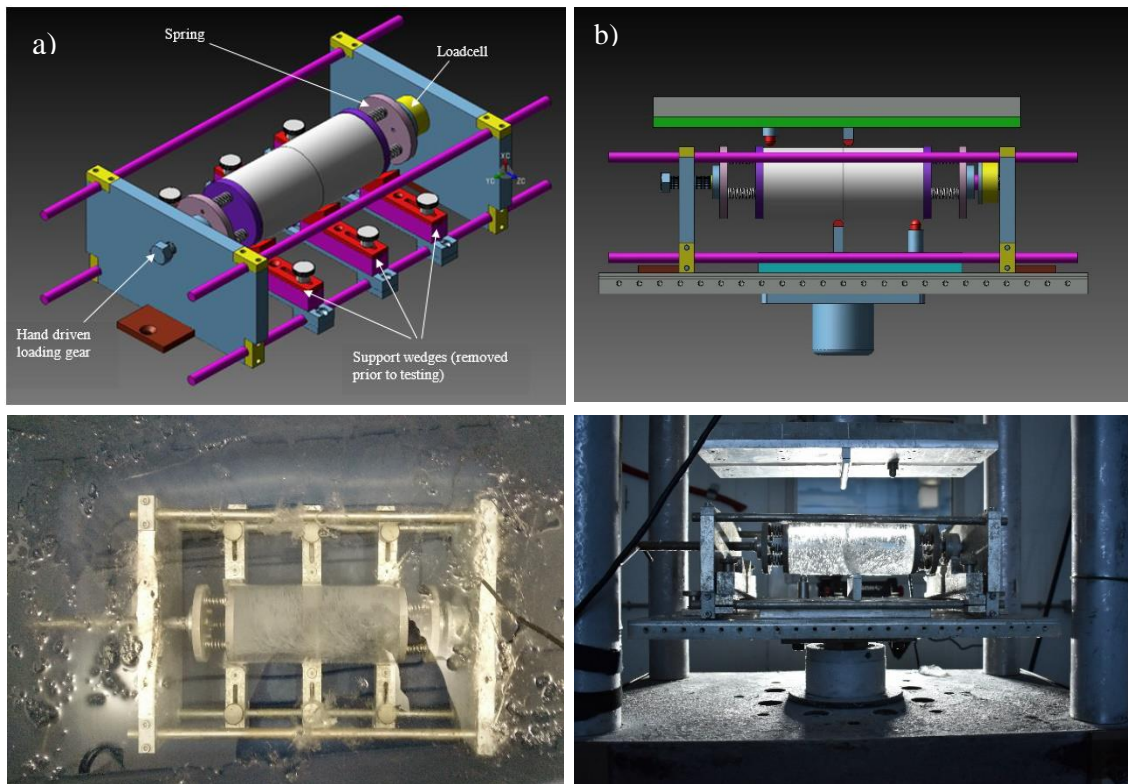 a)
Spring
Loadcell
Hand driven
loading gear
Support wedges (removed
prior to testing)
b)